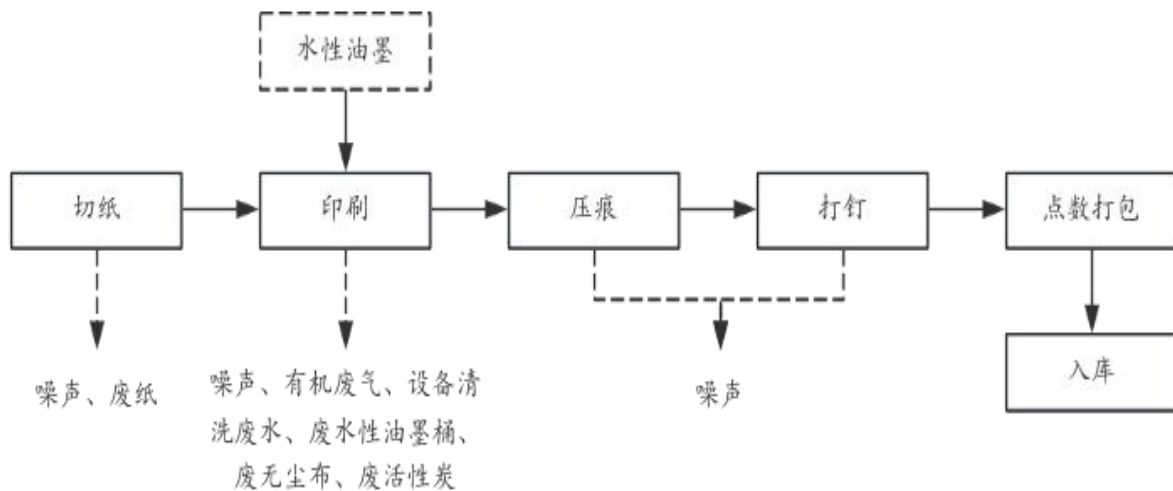 水性油墨
切纸
印刷
压痕
打钉
点数打包
入库
噪声、废纸
噪声、有机废气、设备清
洗废水、废水性油墨桶、
废无尘布、废活性炭
噪声